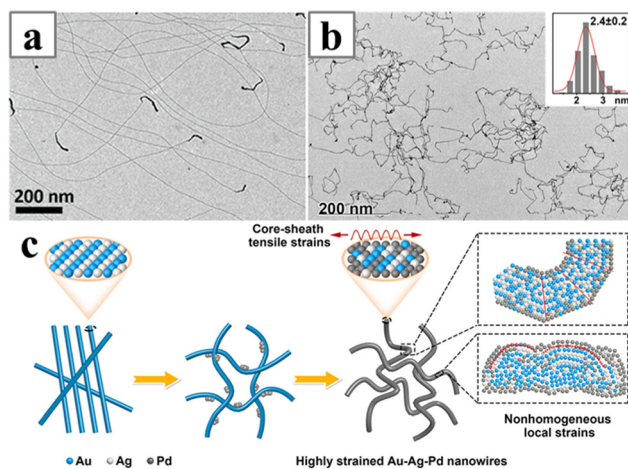 a
200 nm
b
200 nm
2.4±0.2
2 3 nm
c
Core-sheath
tensile strains
Nonhomogeneous
local strains
Au Ag Pd
Highly strained Au-Ag-Pd nanowires